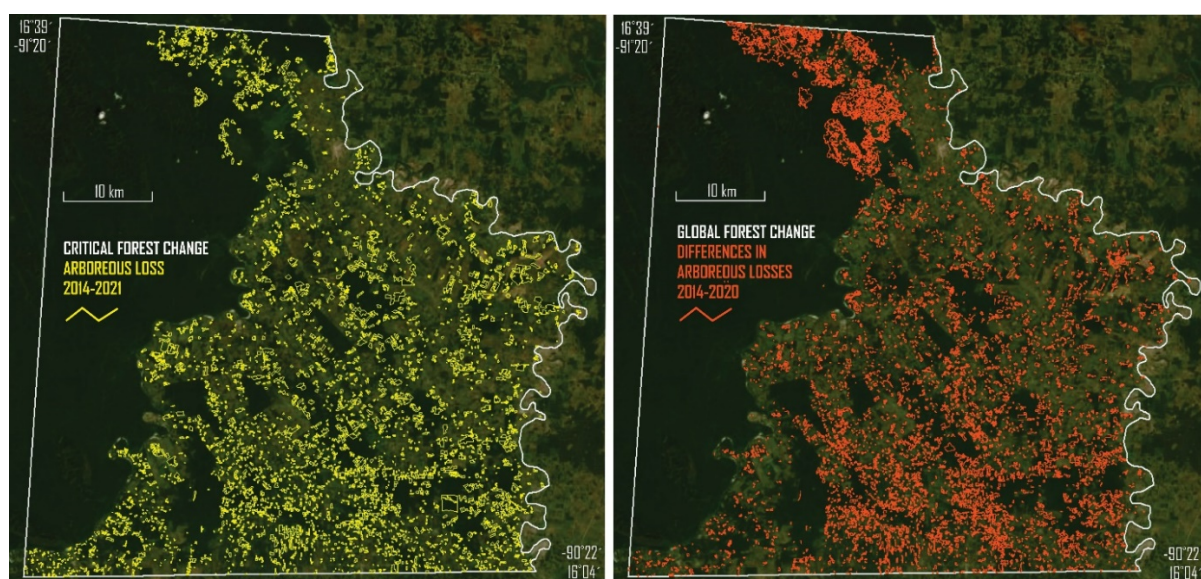 16°39´
-91°20´
10 km
CRITICAL FOREST CHANGE
ARBOREOUS LOSS
2014-2021
-90°22´
16°04´
16°39´
-91°20´
10 km
GLOBAL FOREST CHANGE
DIFFERENCES IN
ARBOREOUS LOSSES
2014-2020
-90°22´
16°04´